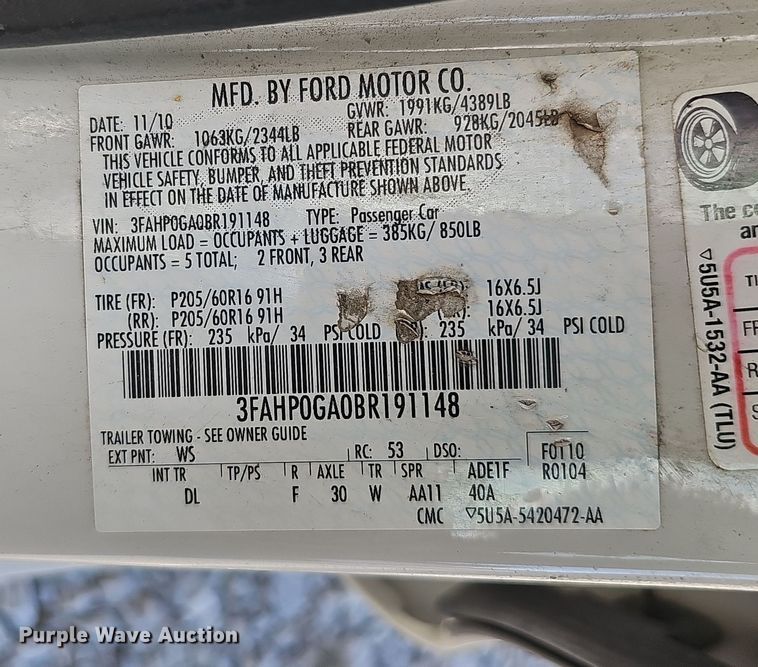 MFD. BY FORD MOTOR CO.
DATE: 11/10
GVWR: 1991KG/4389LB
FRONT GAWR: 1063KG/2344LB
REAR GAWR: 928KG/2045LB
THIS VEHICLE CONFORMS TO ALL APPLICABLE FEDERAL MOTOR
VEHICLE SAFETY, BUMPER, AND THEFT PREVENTION STANDARDS
IN EFFECT ON THE DATE OF MANUFACTURE SHOWN ABOVE.
VIN: 3FAHP0GA0BR191148 TYPE: Passenger Car
MAXIMUM LOAD = OCCUPANTS + LUGGAGE = 385KG/ 850LB
OCCUPANTS = 5 TOTAL; 2 FRONT, 3 REAR
TIRE (FR): P205/60R16 91H 16X6.5J
(RR): P205/60R16 91H 16X6.5J
PRESSURE (FR): 235 kPa/ 34 PSI COLD 235 kPa/ 34 PSI COLD
3FAHP0GA0BR191148
TRAILER TOWING - SEE OWNER GUIDE
EXT PNT: WS RC: 53 DSO: F0110
R0104
INT TR TP/PS R AXLE TR SPR ADE1F
DL F 30 W AA11 40A
CMC ▽5U5A-5420472-AA
The
▽5U5A-1532-AA (TLU)
Purple Wave Auction